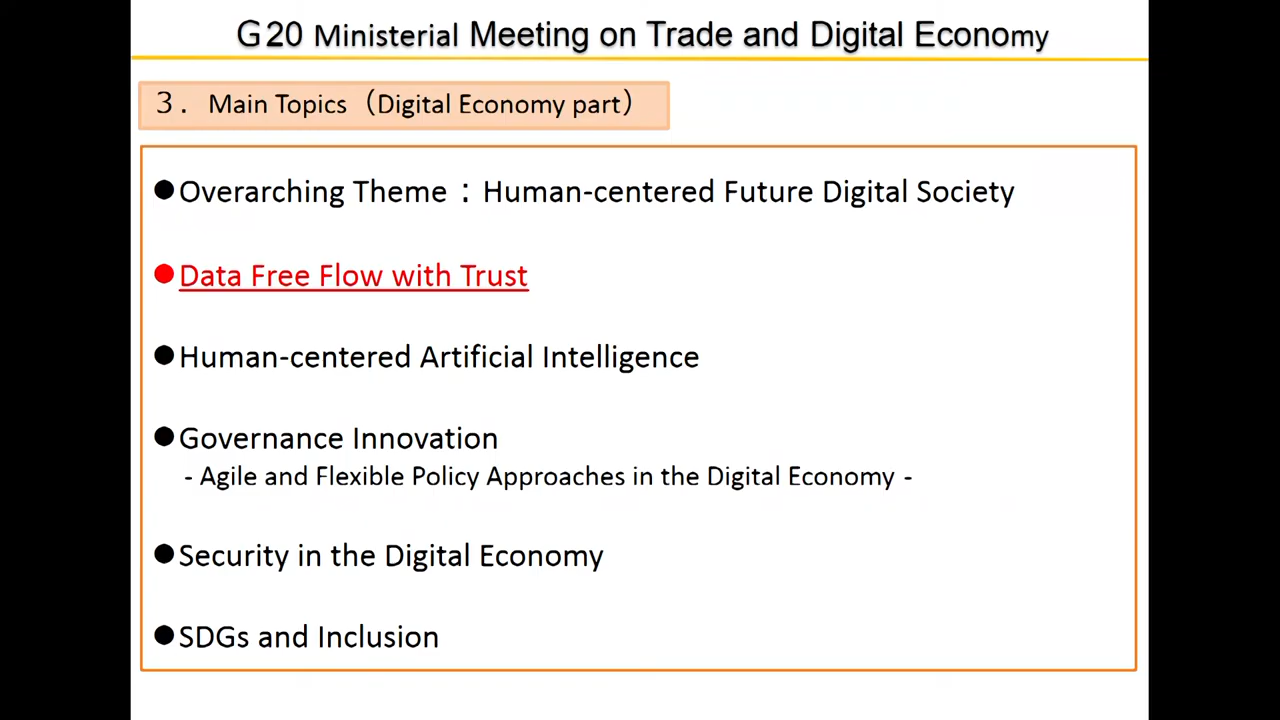 G20 Ministerial Meeting on Trade and Digital Economy
３． Main Topics （Digital Economy part）
●Overarching Theme：Human-centered Future Digital Society
●Data Free Flow with Trust
●Human-centered Artificial Intelligence
●Governance Innovation
- Agile and Flexible Policy Approaches in the Digital Economy -
●Security in the Digital Economy
●SDGs and Inclusion